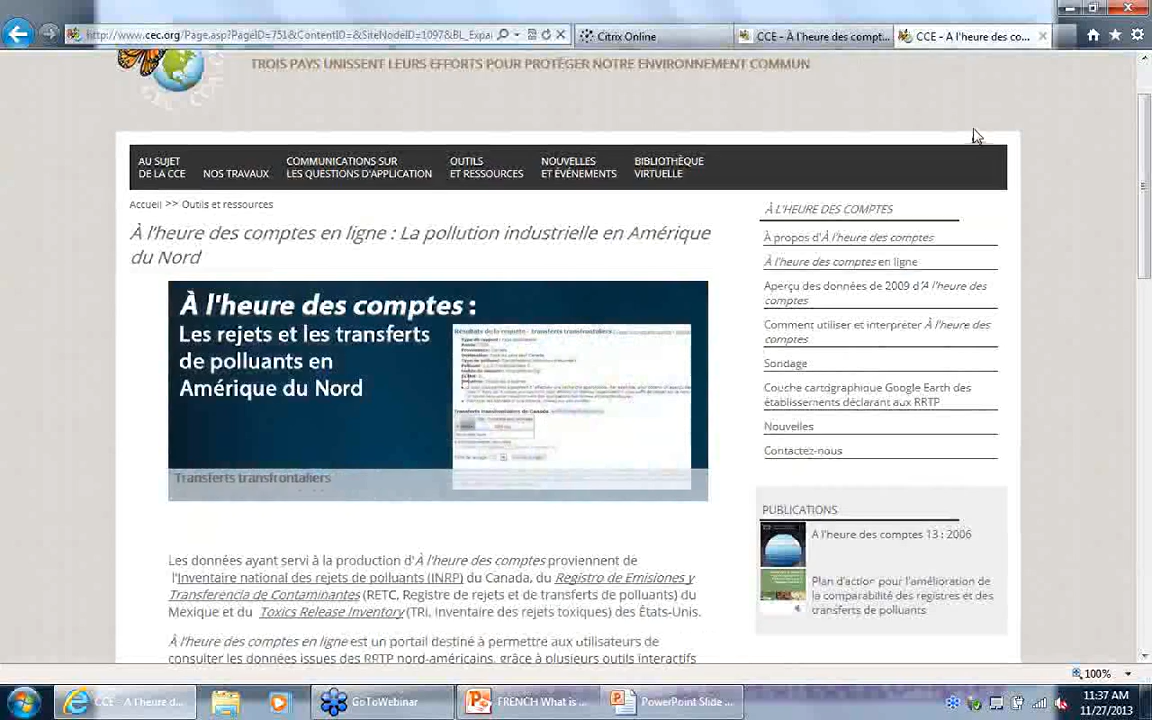 http://www.cec.org/Page.asp?PageID=751&ContentID=&SiteNodeID=1097&BL_Expa
Citrix Online
CCE - À l'heure des compt...
CCE - A l'heure des co...
TROIS PAYS UNISSENT LEURS EFFORTS POUR PROTÉGER NOTRE ENVIRONNEMENT COMMUN
AU SUJET
DE LA CCE
NOS TRAVAUX
COMMUNICATIONS SUR
LES QUESTIONS D'APPLICATION
OUTILS
ET RESSOURCES
NOUVELLES
ET ÉVÉNEMENTS
BIBLIOTHÈQUE
VIRTUELLE
Accueil >> Outils et ressources
À l'heure des comptes en ligne : La pollution industrielle en Amérique
du Nord
À l'heure des comptes :
Les rejets et les transferts
de polluants en
Amérique du Nord
Transferts transfrontaliers
Les données ayant servi à la production d'À l'heure des comptes proviennent de
l'Inventaire national des rejets de polluants (INRP) du Canada, du Registro de Emisiones y
Transferencia de Contaminantes (RETC, Registre de rejets et de transferts de polluants) du
Mexique et du Toxics Release Inventory (TRI, Inventaire des rejets toxiques) des États-Unis.
À l'heure des comptes en ligne est un portail destiné à permettre aux utilisateurs de
consulter les données issues des RRTP nord-américains, grâce à plusieurs outils interactifs
À L'HEURE DES COMPTES
À propos d'À l'heure des comptes
À l'heure des comptes en ligne
Aperçu des données de 2009 d'À l'heure des
comptes
Comment utiliser et interpréter À l'heure des
comptes
Sondage
Couche cartographique Google Earth des
établissements déclarant aux RRTP
Nouvelles
Contactez-nous
PUBLICATIONS
À l'heure des comptes 13 : 2006
Plan d'action pour l'amélioration de
la comparabilité des registres et des
transferts de polluants
100%
CCE - A l'heure d...
GoToWebinar
FRENCH What is ...
PowerPoint Slide ...
11:37 AM
11/27/2013